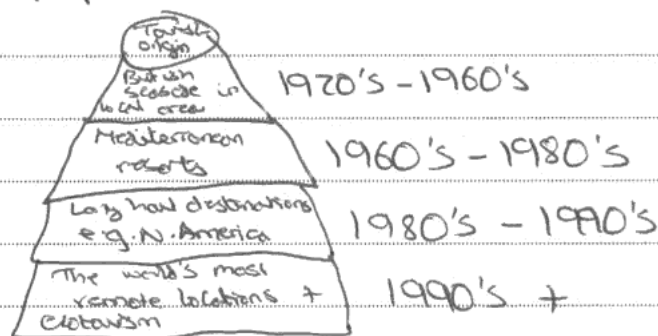 Tourist
origin
British
seaside in
local area
1920's - 1960's
Mediterranean
resorts
1960's - 1980's
Long haul destinations
e.g. N. America
1980's - 1990's
The world's most
remote locations +
1990's +